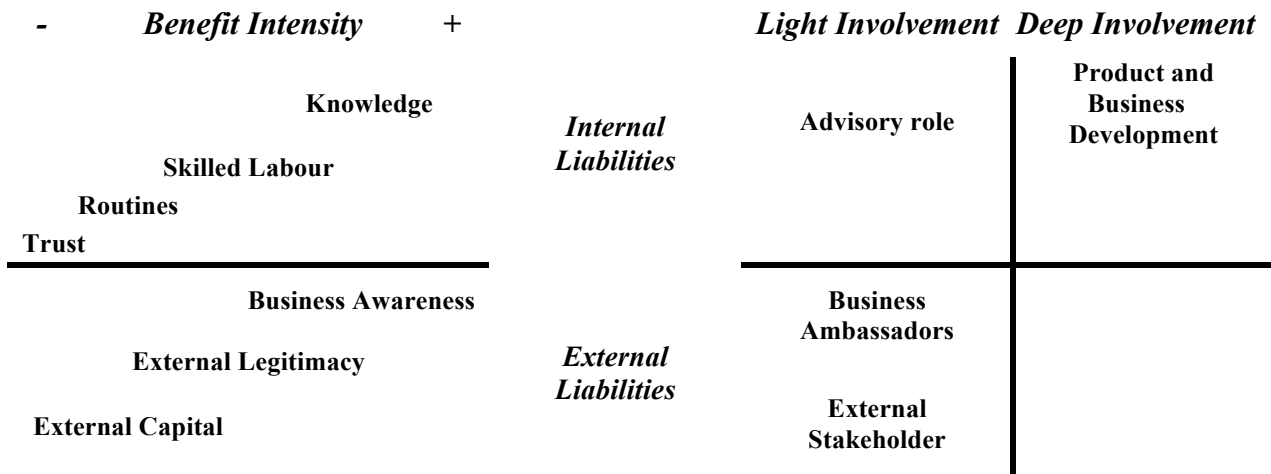 - Benefit Intensity +
Light Involvement Deep Involvement
Knowledge
Skilled Labour
Routines
Trust
Internal
Liabilities
Advisory role
Product and
Business
Development
Business Awareness
External Legitimacy
External Capital
External
Liabilities
Business
Ambassadors
External
Stakeholder